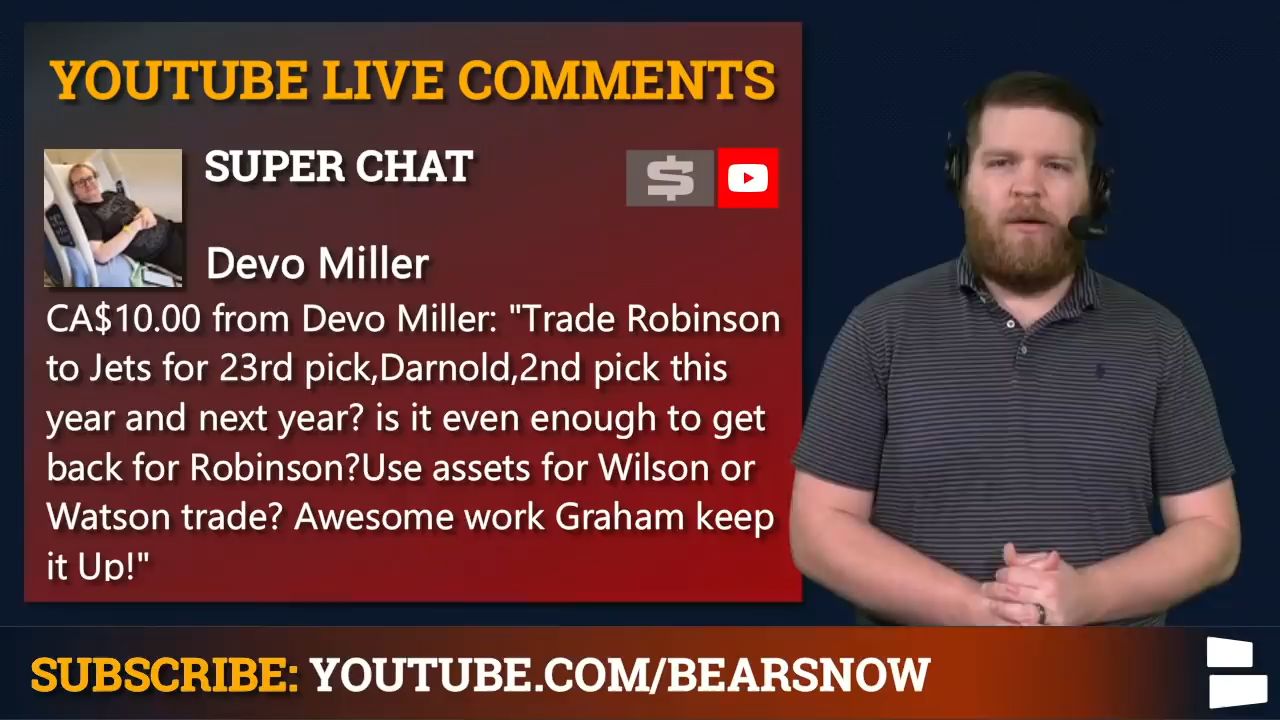 YOUTUBE LIVE COMMENTS
SUPER CHAT
$
Devo Miller
CA$10.00 from Devo Miller: "Trade Robinson
to Jets for 23rd pick,Darnold,2nd pick this
year and next year? is it even enough to get
back for Robinson?Use assets for Wilson or
Watson trade? Awesome work Graham keep
it Up!"
SUBSCRIBE: YOUTUBE.COM/BEARSNOW